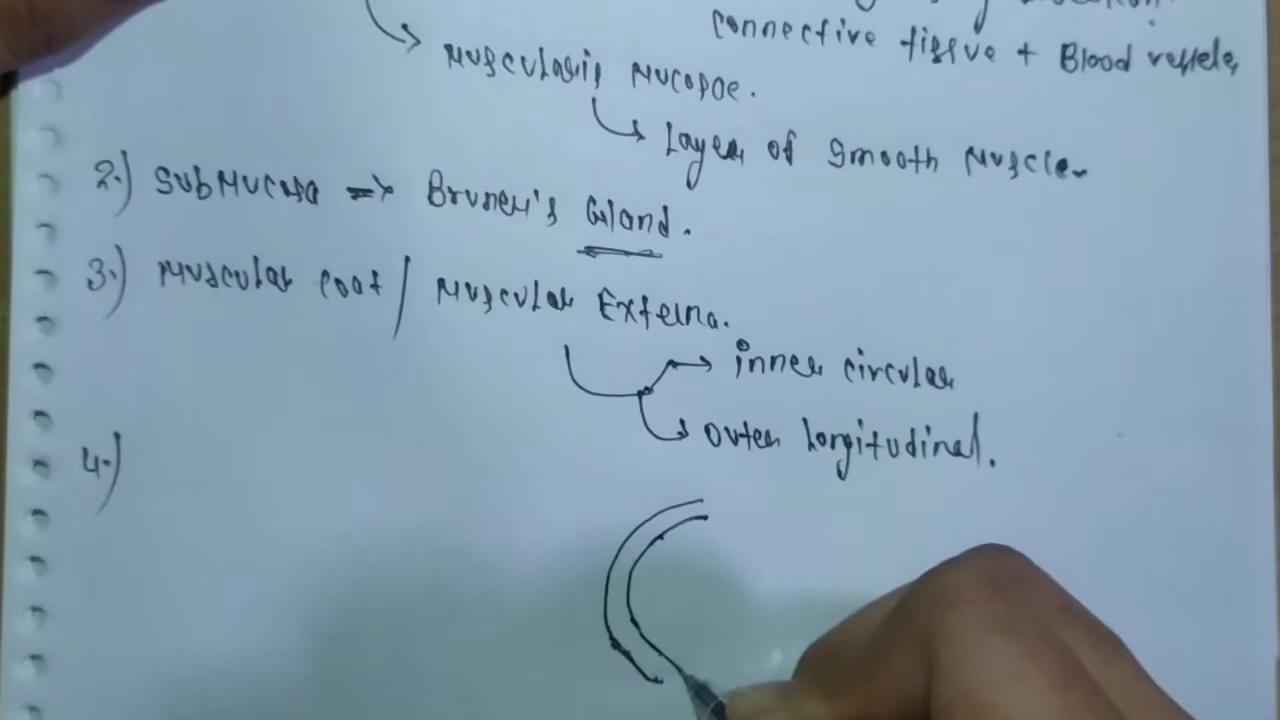 connective tissue + Blood vessels
Muscularis Mucosae.
Layer of smooth Muscle.
2.) SubMucosa => Bruner's Gland.
3.) Muscular coat / Muscular Externa.
inner circular
outer longitudinal.
4.)